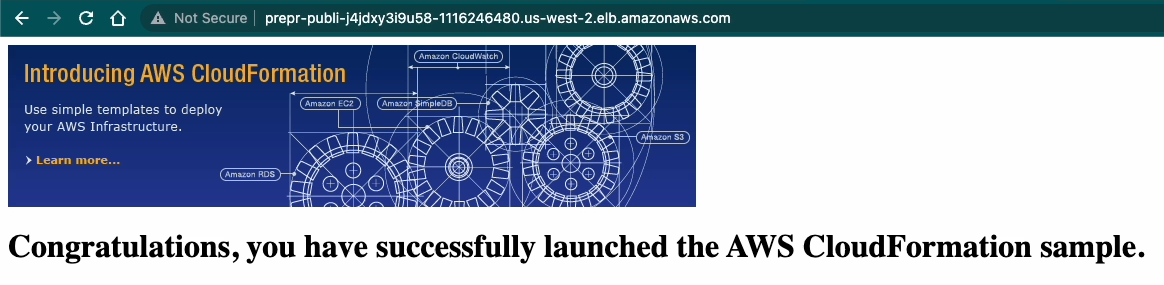 Not Secure | prepr-publi-j4jdxy3i9u58-1116246480.us-west-2.elb.amazonaws.com
Introducing AWS CloudFormation
Use simple templates to deploy
your AWS Infrastructure.
Learn more...
Amazon CloudWatch
Amazon EC2
Amazon SimpleDB
Amazon S3
Amazon RDS
Congratulations, you have successfully launched the AWS CloudFormation sample.